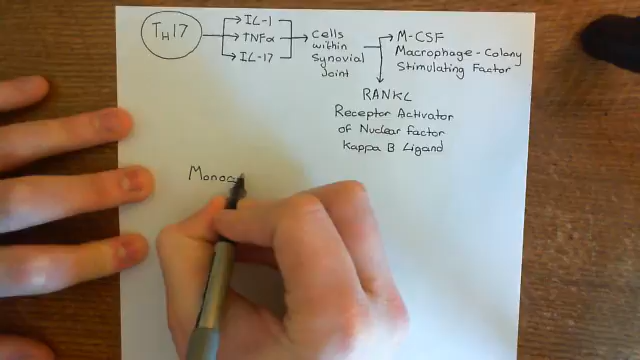 TH17
IL-1
TNFα
IL-17
Cells
within
Synovial
Joint
M-CSF
Macrophage-Colony
Stimulating Factor
RANKL
Receptor Activator
of Nuclear factor
Kappa B Ligand
Monoc